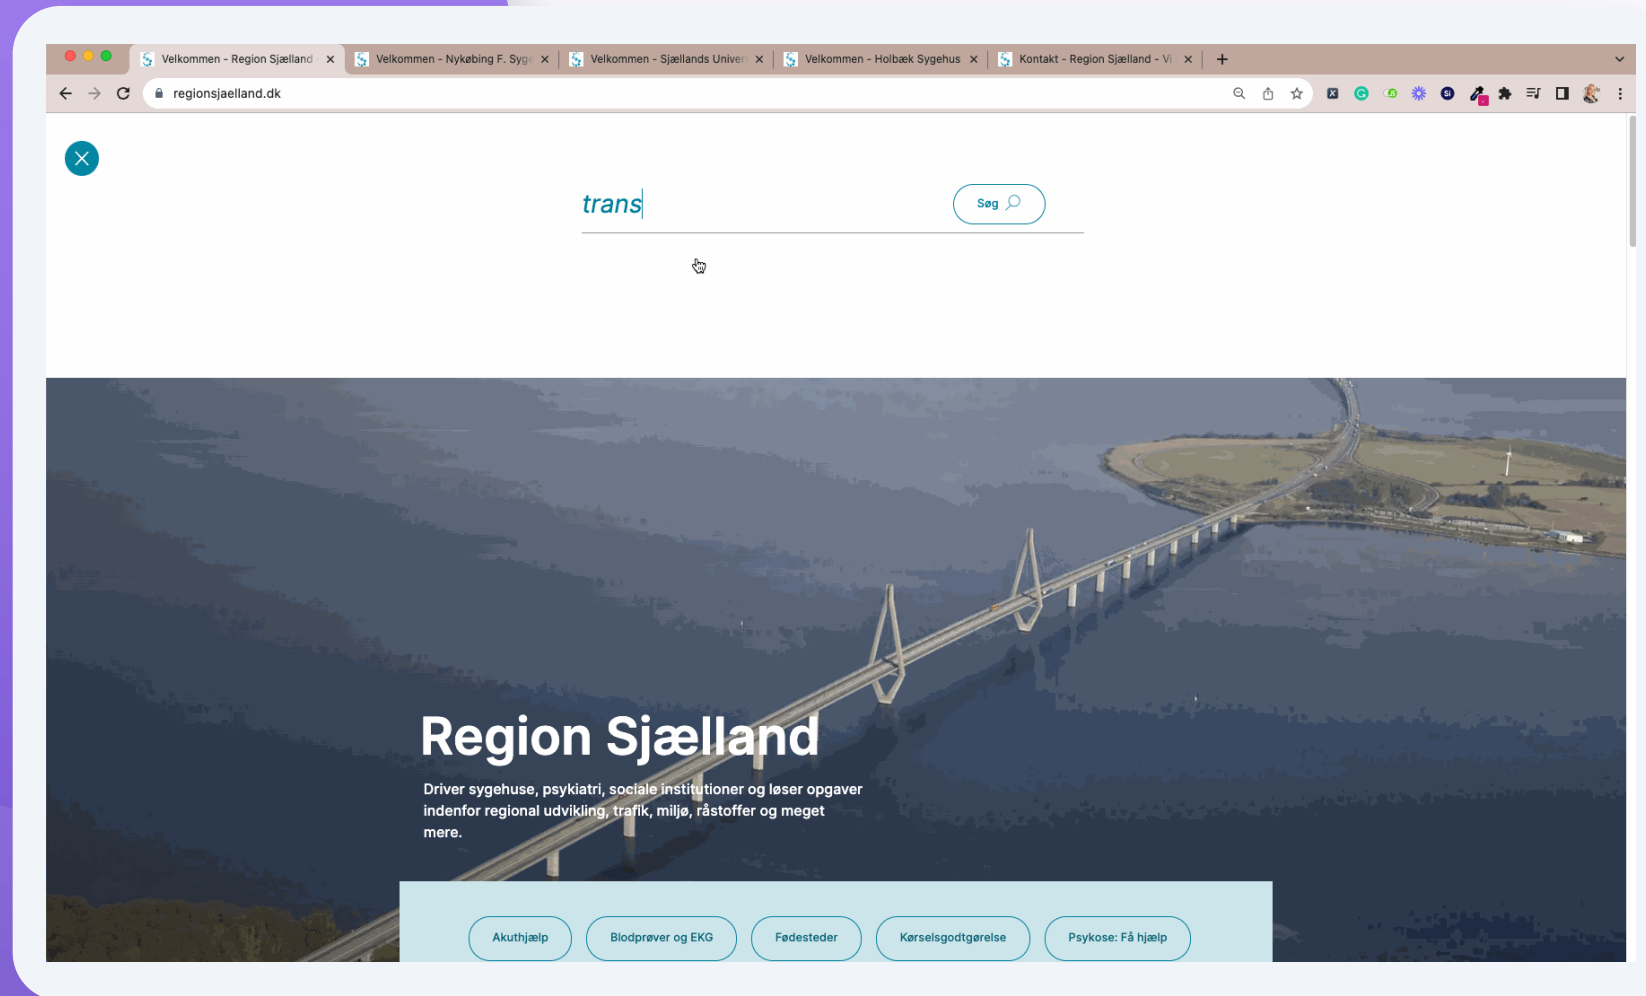 Velkommen - Region Sjælland
Velkommen - Nykøbing F. Syge
Velkommen - Sjællands Univer
Velkommen - Holbæk Sygehus
Kontakt - Region Sjælland - Vi
regionsjaelland.dk
trans
Søg
Region Sjælland
Driver sygehuse, psykiatri, sociale institutioner og løser opgaver
indenfor regional udvikling, trafik, miljø, råstoffer og meget
mere.
Akuthjælp
Blodprøver og EKG
Fødesteder
Kørselsgodtgørelse
Psykose: Få hjælp